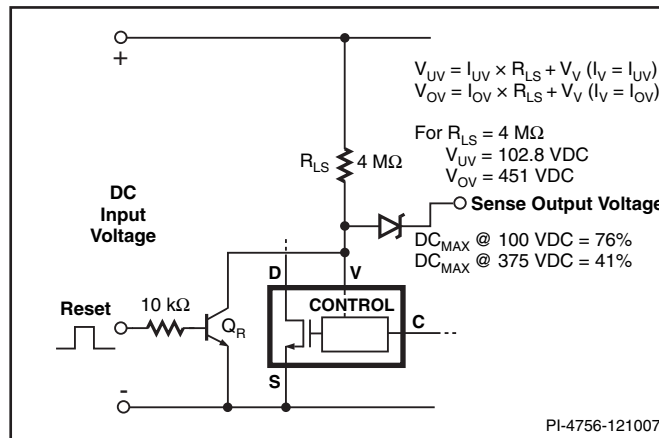 +
V_UV = I_UV × R_LS + V_V (I_V = I_UV)
V_OV = I_OV × R_LS + V_V (I_V = I_OV)
For R_LS = 4 MΩ
V_UV = 102.8 VDC
V_OV = 451 VDC
R_LS 4 MΩ
DC
Input
Voltage
Sense Output Voltage
DC_MAX @ 100 VDC = 76%
DC_MAX @ 375 VDC = 41%
D V
CONTROL
C
Reset
10 kΩ
Q_R
S
-
PI-4756-121007